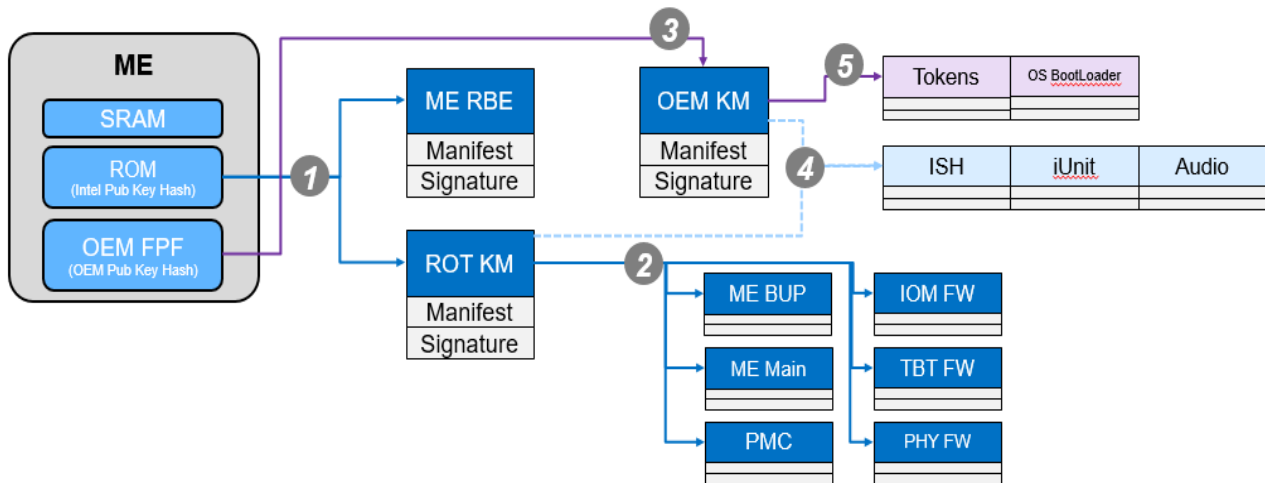 ME
SRAM
ROM
(Intel Pub Key Hash)
OEM FPF
(OEM Pub Key Hash)
1
ME RBE
Manifest
Signature
ROT KM
Manifest
Signature
3
OEM KM
Manifest
Signature
2
ME BUP
ME Main
PMC
IOM FW
TBT FW
PHY FW
5
Tokens
OS BootLoader
4
ISH
iUnit
Audio